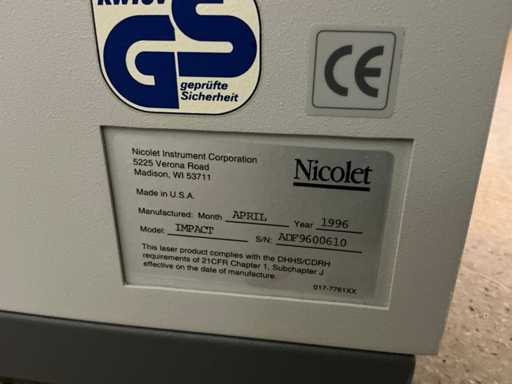 RWTÜV
GS
geprüfte
Sicherheit
CE
Nicolet Instrument Corporation
5225 Verona Road
Madison, WI 53711
Nicolet
Made in U.S.A.
Manufactured: Month APRIL Year 1996
Model: IMPACT S/N: ADF9600610
This laser product complies with the DHHS/CDRH
requirements of 21CFR Chapter 1, Subchapter J
effective on the date of manufacture.
017-7761XX